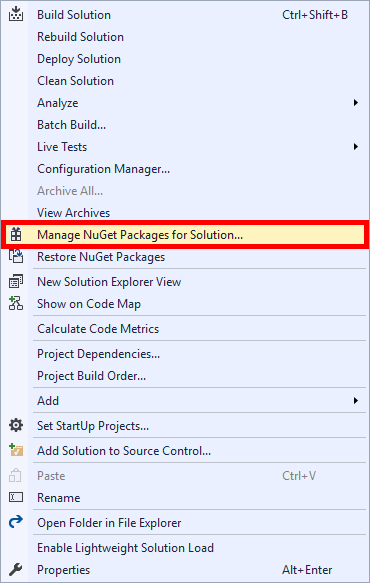 Build Solution Ctrl+Shift+B
Rebuild Solution
Deploy Solution
Clean Solution
Analyze
Batch Build...
Live Tests
Configuration Manager...
Archive All...
View Archives
Manage NuGet Packages for Solution...
Restore NuGet Packages
New Solution Explorer View
Show on Code Map
Calculate Code Metrics
Project Dependencies...
Project Build Order...
Add
Set StartUp Projects...
Add Solution to Source Control...
Paste Ctrl+V
Rename
Open Folder in File Explorer
Enable Lightweight Solution Load
Properties Alt+Enter